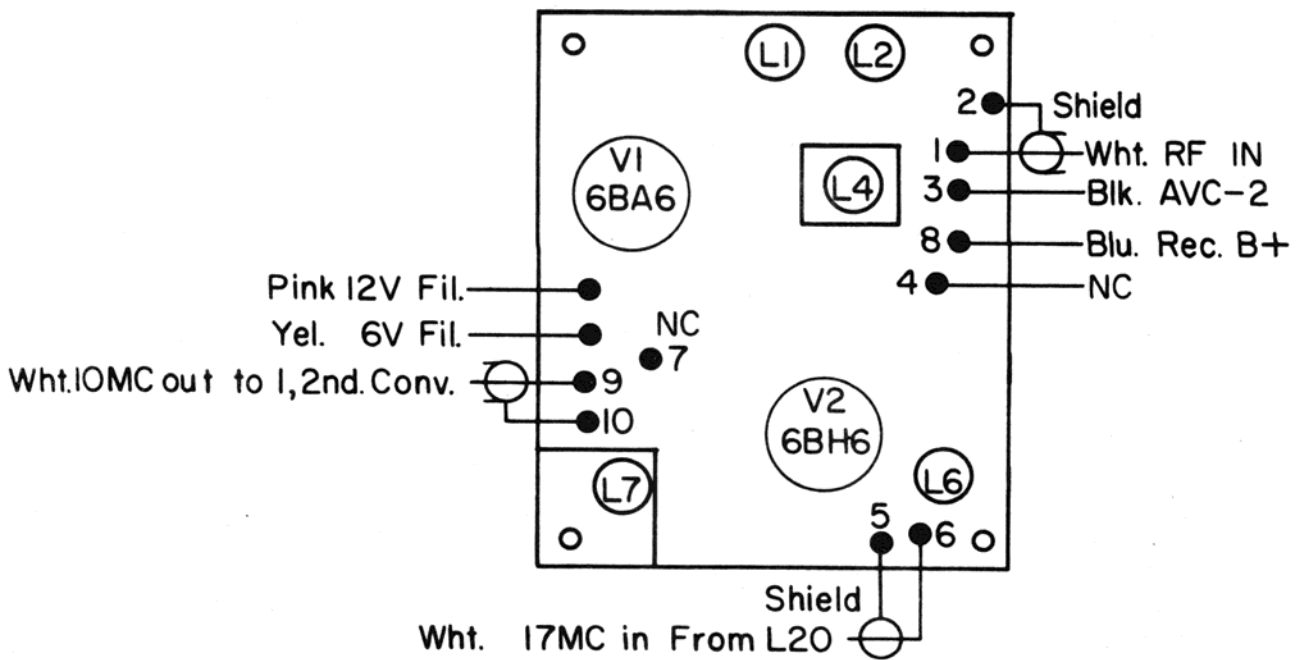 L1 L2
2 Shield
1 Wht. RF IN
V1
6BA6
L4
3 Blk. AVC-2
8 Blu. Rec. B+
4 NC
Pink 12V Fil.
Yel. 6V Fil.
NC
7
Wht.10MC out to 1,2nd.Conv. 9
10
V2
6BH6
L7
L6
5 6
Shield
Wht. 17MC in From L20